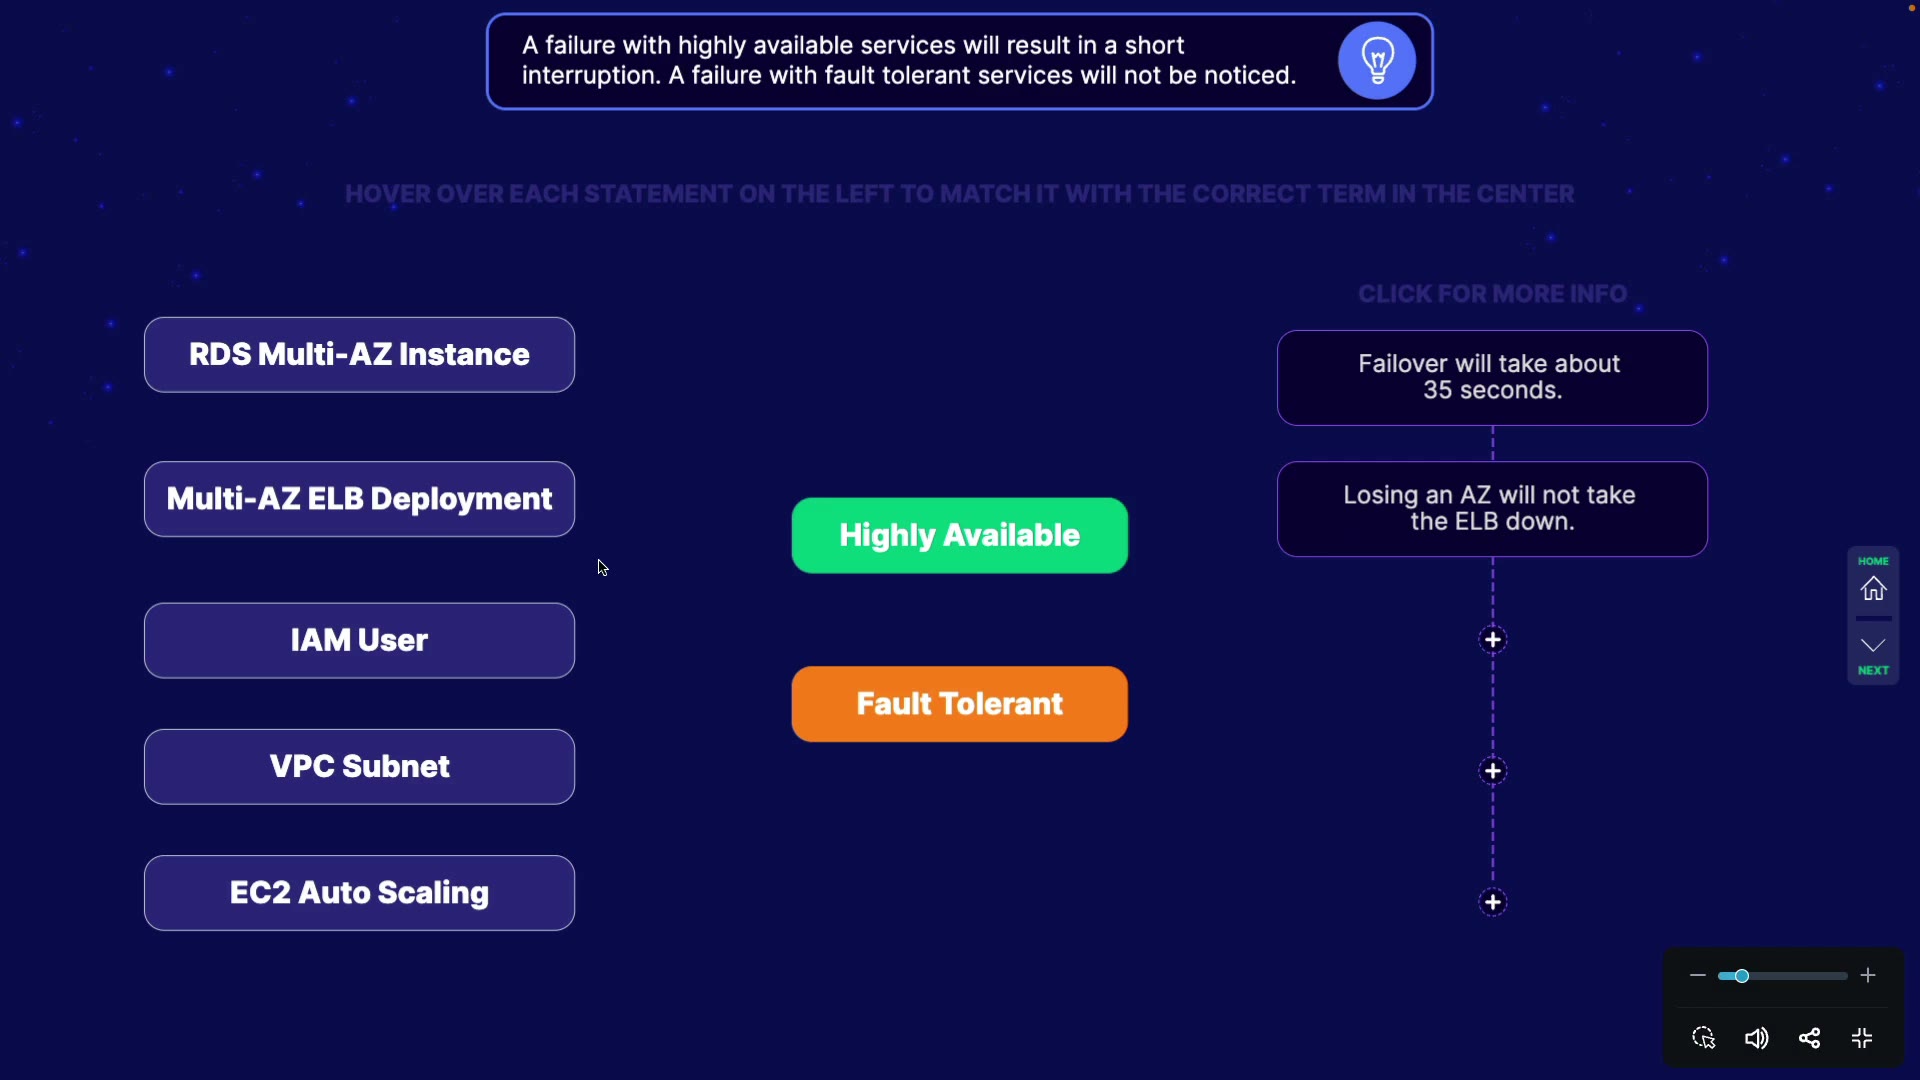 A failure with highly available services will result in a short
interruption. A failure with fault tolerant services will not be noticed.
HOVER OVER EACH STATEMENT ON THE LEFT TO MATCH IT WITH THE CORRECT TERM IN THE CENTER
RDS Multi-AZ Instance
Multi-AZ ELB Deployment
IAM User
VPC Subnet
EC2 Auto Scaling
Highly Available
Fault Tolerant
CLICK FOR MORE INFO
Failover will take about
35 seconds.
Losing an AZ will not take
the ELB down.
HOME
NEXT